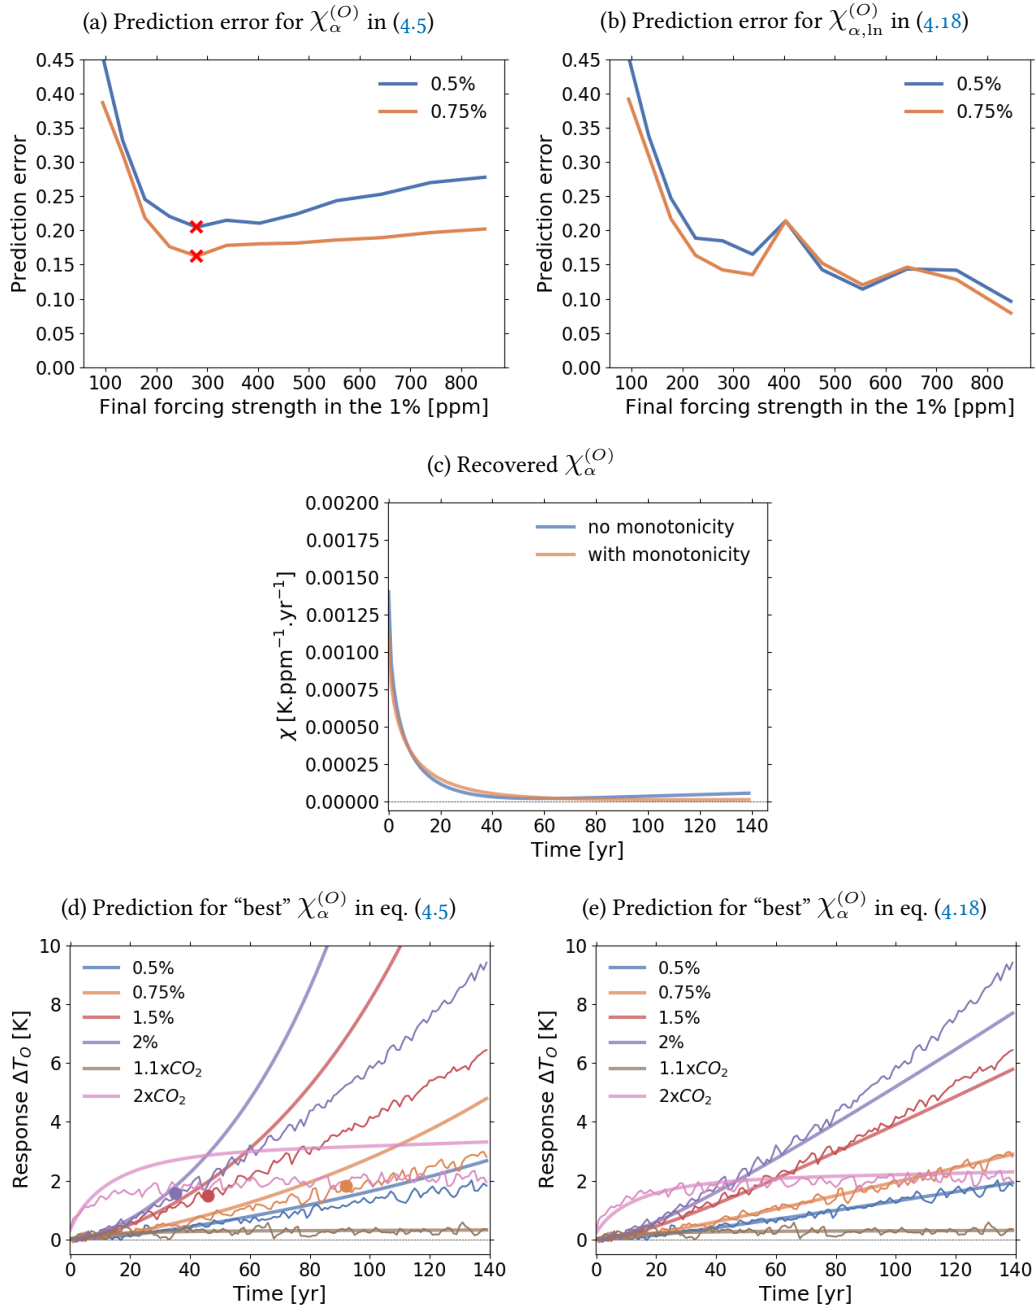 (a) Prediction error for χ_α^(O) in (4.5)
(b) Prediction error for χ_α,ln^(O) in (4.18)
0.45
0.40
0.35
0.30
0.25
0.20
0.15
0.10
0.05
0.00
Prediction error
0.5%
0.75%
100 200 300 400 500 600 700 800
Final forcing strength in the 1% [ppm]
0.45
0.40
0.35
0.30
0.25
0.20
0.15
0.10
0.05
0.00
Prediction error
0.5%
0.75%
100 200 300 400 500 600 700 800
Final forcing strength in the 1% [ppm]
(c) Recovered χ_α^(O)
0.00200
0.00175
0.00150
0.00125
0.00100
0.00075
0.00050
0.00025
0.00000
χ [K.ppm⁻¹.yr⁻¹]
no monotonicity
with monotonicity
0 20 40 60 80 100 120 140
Time [yr]
(d) Prediction for “best” χ_α^(O) in eq. (4.5)
(e) Prediction for “best” χ_α^(O) in eq. (4.18)
10
8
6
4
2
0
Response ΔT_O [K]
0.5%
0.75%
1.5%
2%
1.1xCO₂
2xCO₂
0 20 40 60 80 100 120 140
Time [yr]
10
8
6
4
2
0
Response ΔT_O [K]
0.5%
0.75%
1.5%
2%
1.1xCO₂
2xCO₂
0 20 40 60 80 100 120 140
Time [yr]